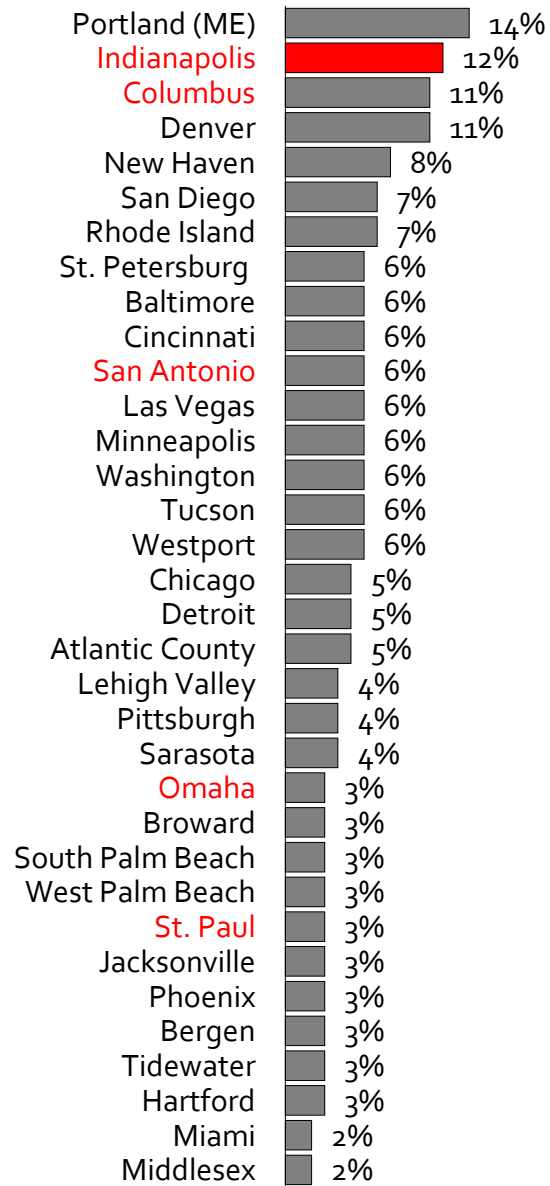 Portland (ME) 14%
Indianapolis 12%
Columbus 11%
Denver 11%
New Haven 8%
San Diego 7%
Rhode Island 7%
St. Petersburg 6%
Baltimore 6%
Cincinnati 6%
San Antonio 6%
Las Vegas 6%
Minneapolis 6%
Washington 6%
Tucson 6%
Westport 6%
Chicago 5%
Detroit 5%
Atlantic County 5%
Lehigh Valley 4%
Pittsburgh 4%
Sarasota 4%
Omaha 3%
Broward 3%
South Palm Beach 3%
West Palm Beach 3%
St. Paul 3%
Jacksonville 3%
Phoenix 3%
Bergen 3%
Tidewater 3%
Hartford 3%
Miami 2%
Middlesex 2%